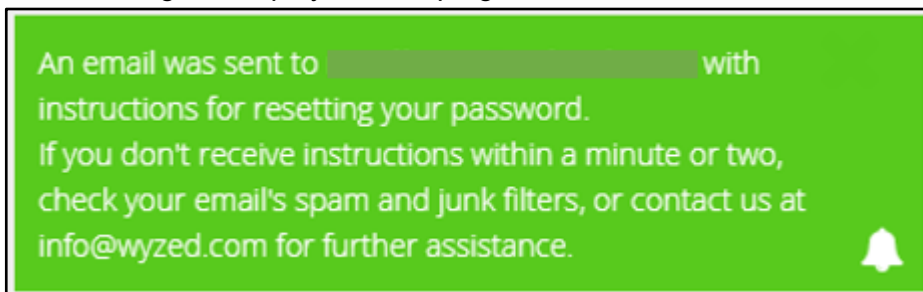 An email was sent to with
instructions for resetting your password.
If you don't receive instructions within a minute or two,
check your email's spam and junk filters, or contact us at
info@wyzed.com for further assistance.